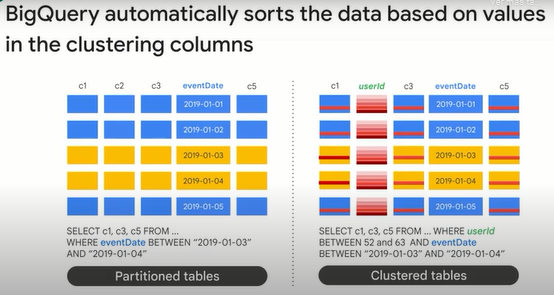 BigQuery automatically sorts the data based on values
in the clustering columns
c1 c2 c3 eventDate c5
2019-01-01
2019-01-02
2019-01-03
2019-01-04
2019-01-05
SELECT c1, c3, c5 FROM ...
WHERE eventDate BETWEEN “2019-01-03”
AND “2019-01-04”
Partitioned tables
c1 userId c3 eventDate c5
2019-01-01
2019-01-02
2019-01-03
2019-01-04
2019-01-05
SELECT c1, c3, c5 FROM ... WHERE userId
BETWEEN 52 and 63 AND eventDate
BETWEEN “2019-01-03” AND “2019-01-04”
Clustered tables